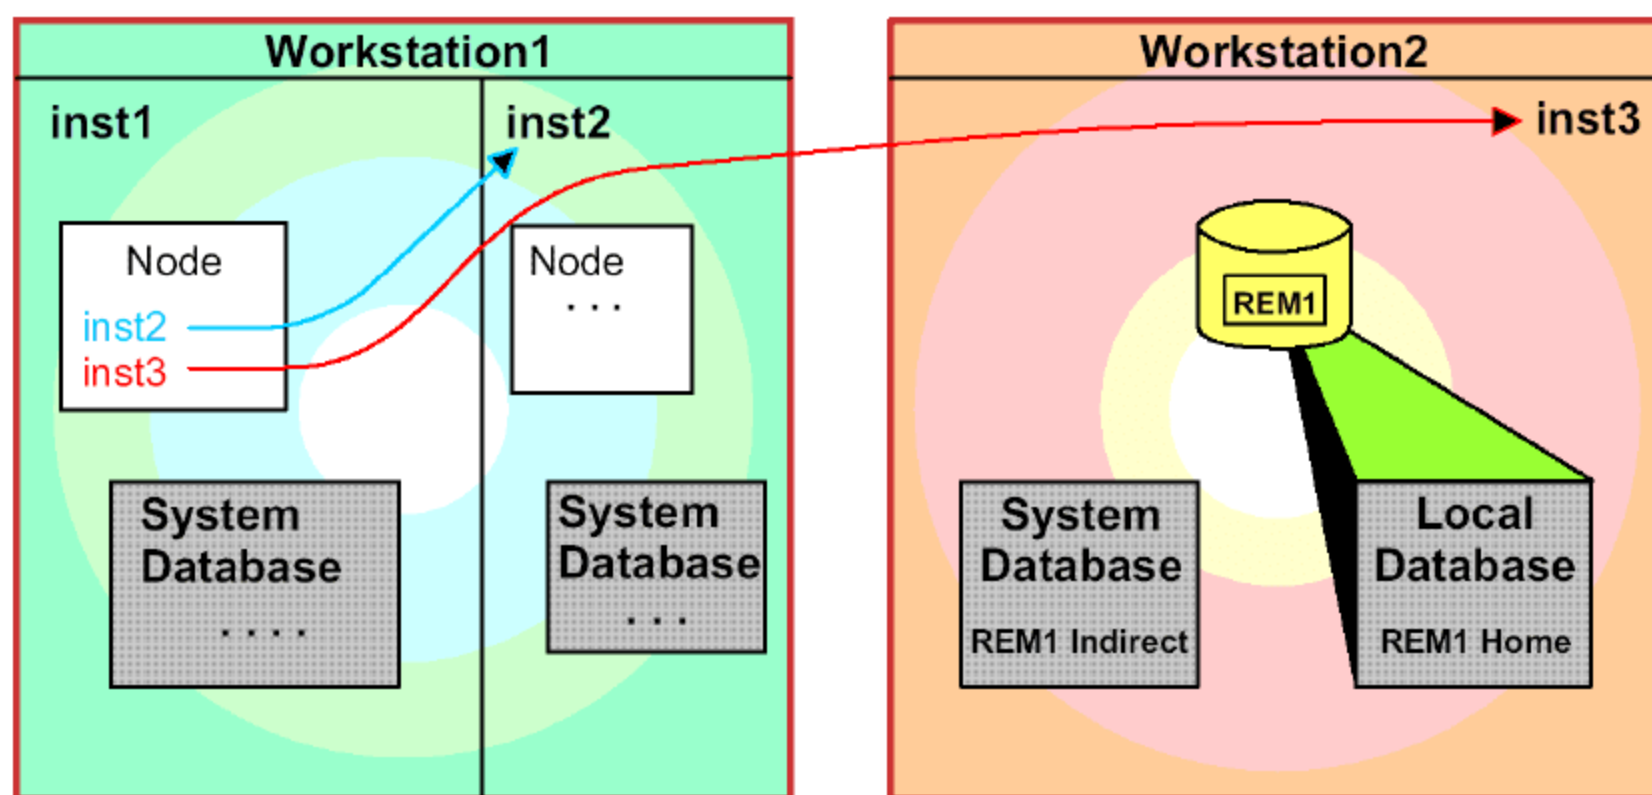 Workstation1
inst1
inst2
Node
inst2
inst3
Node
. . .
System
Database
. . . .
System
Database
. . .
Workstation2
inst3
REM1
System
Database
REM1 Indirect
Local
Database
REM1 Home